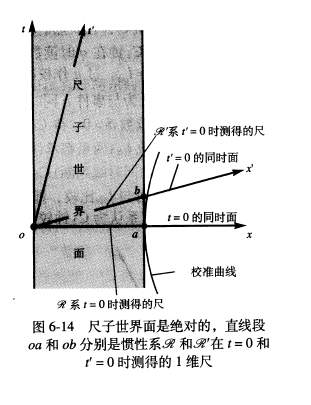 t
t′
尺
子
世
界
面
ℛ′系 t′=0 时测得的尺
t′=0 的同时面
x′
b
t=0 的同时面
o
a
x
校准曲线
ℛ系 t=0 时测得的尺
图 6-14 尺子世界面是绝对的，直线段
oa 和 ob 分别是惯性系ℛ 和ℛ′在 t=0 和
t′=0 时测得的 1 维尺